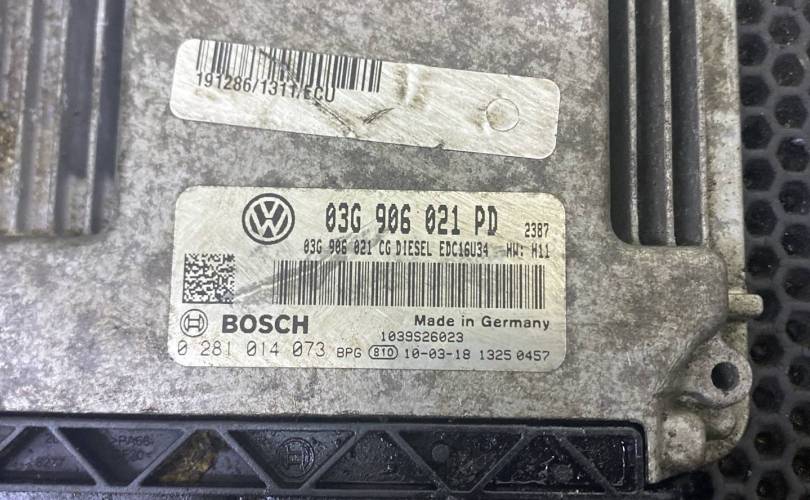 191286/1311/ECU
03G 906 021 PD 2387
03G 906 021 CG DIESEL EDC16U34 HW: H11
BOSCH Made in Germany
1039S26023
0 281 014 073 BPG 810 10-03-18 1325 0457